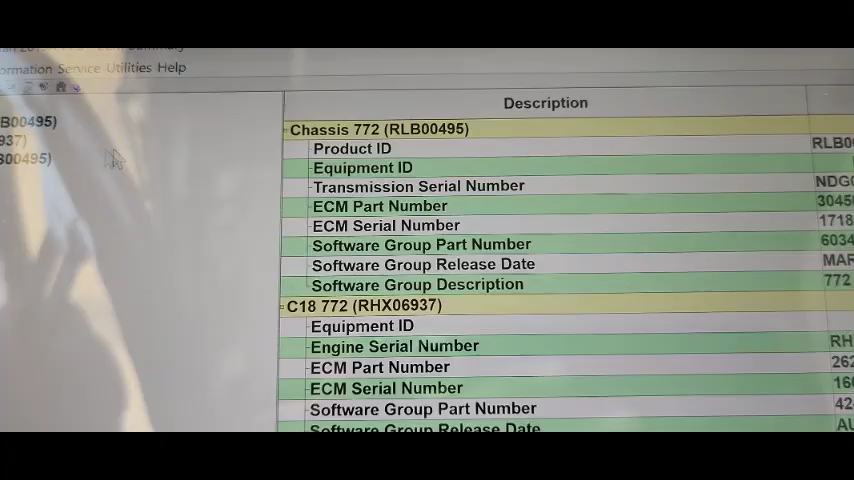 ormation Service Utilities Help
B00495)
937)
B00495)
Description
Chassis 772 (RLB00495)
Product ID RLB0
Equipment ID
Transmission Serial Number NDG
ECM Part Number 3045
ECM Serial Number 1718
Software Group Part Number 6034
Software Group Release Date MAR
Software Group Description 772
C18 772 (RHX06937)
Equipment ID
Engine Serial Number RH
ECM Part Number 262
ECM Serial Number 16
Software Group Part Number 42
Software Group Release Date AU